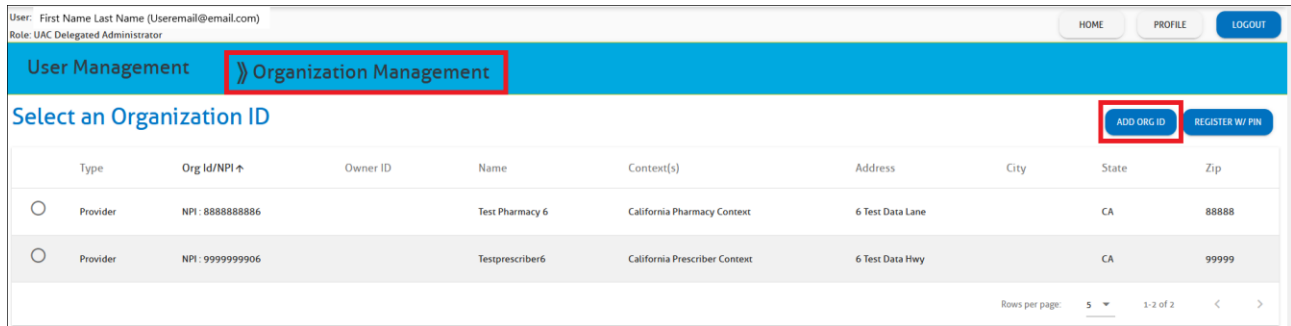 User: First Name Last Name (Useremail@email.com)
HOME PROFILE LOGOUT
Role: UAC Delegated Administrator
User Management
⟫ Organization Management
Select an Organization ID
ADD ORG ID REGISTER W/ PIN
Type Org Id/NPI ↑ Owner ID Name Context(s) Address City State Zip
Provider NPI : 8888888886 Test Pharmacy 6 California Pharmacy Context 6 Test Data Lane CA 88888
Provider NPI : 9999999906 Testprescriber6 California Prescriber Context 6 Test Data Hwy CA 99999
Rows per page: 5 1-2 of 2 < >